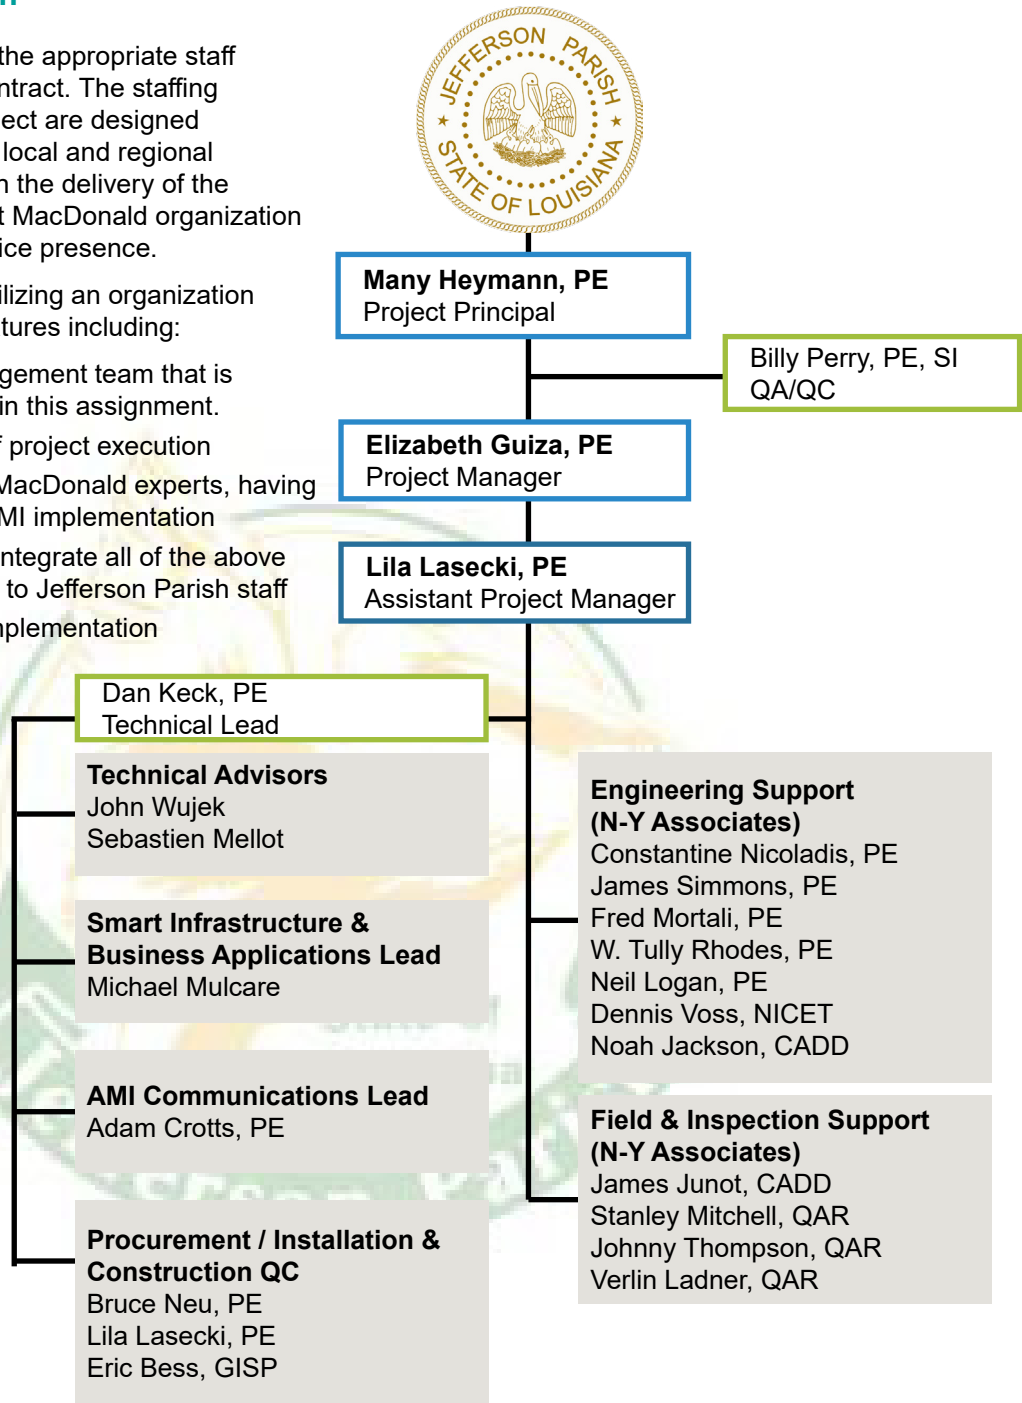 the appropriate staff
ntract. The staffing
ject are designed
local and regional
n the delivery of the
t MacDonald organization
ice presence.
ilizing an organization
tures including:
gement team that is
in this assignment.
f project execution
MacDonald experts, having
MI implementation
integrate all of the above
to Jefferson Parish staff
mplementation
JEFFERSON PARISH
STATE OF LOUISIANA
Many Heymann, PE
Project Principal
Billy Perry, PE, SI
QA/QC
Elizabeth Guiza, PE
Project Manager
Lila Lasecki, PE
Assistant Project Manager
Dan Keck, PE
Technical Lead
Technical Advisors
John Wujek
Sebastien Mellot
Smart Infrastructure &
Business Applications Lead
Michael Mulcare
AMI Communications Lead
Adam Crotts, PE
Procurement / Installation &
Construction QC
Bruce Neu, PE
Lila Lasecki, PE
Eric Bess, GISP
Engineering Support
(N-Y Associates)
Constantine Nicoladis, PE
James Simmons, PE
Fred Mortali, PE
W. Tully Rhodes, PE
Neil Logan, PE
Dennis Voss, NICET
Noah Jackson, CADD
Field & Inspection Support
(N-Y Associates)
James Junot, CADD
Stanley Mitchell, QAR
Johnny Thompson, QAR
Verlin Ladner, QAR